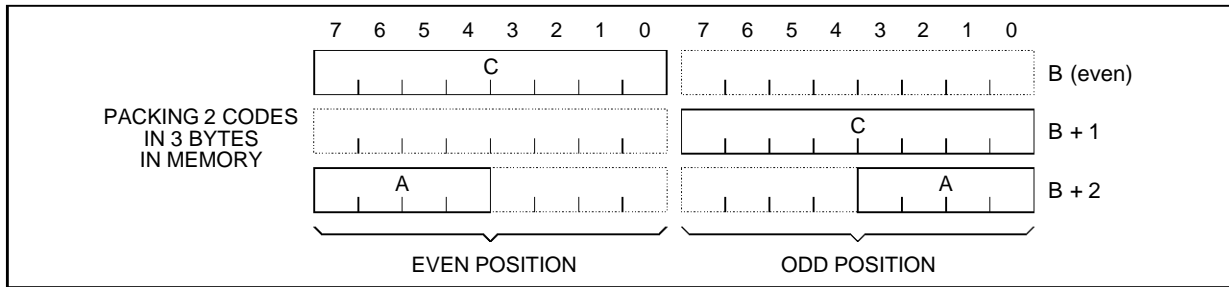 7 6 5 4 3 2 1 0 7 6 5 4 3 2 1 0
C B (even)
PACKING 2 CODES
IN 3 BYTES
IN MEMORY
C B + 1
A A B + 2
EVEN POSITION ODD POSITION